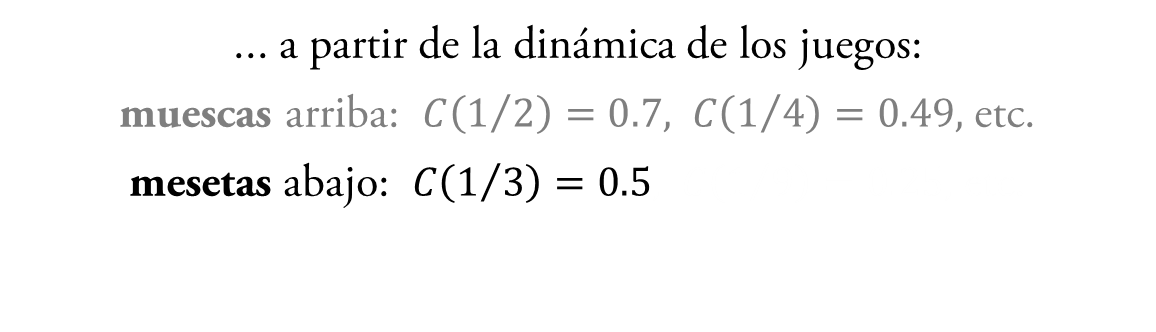 ... a partir de la dinámica de los juegos:
muescas arriba: C(1/2) = 0.7, C(1/4) = 0.49, etc.
mesetas abajo: C(1/3) = 0.5